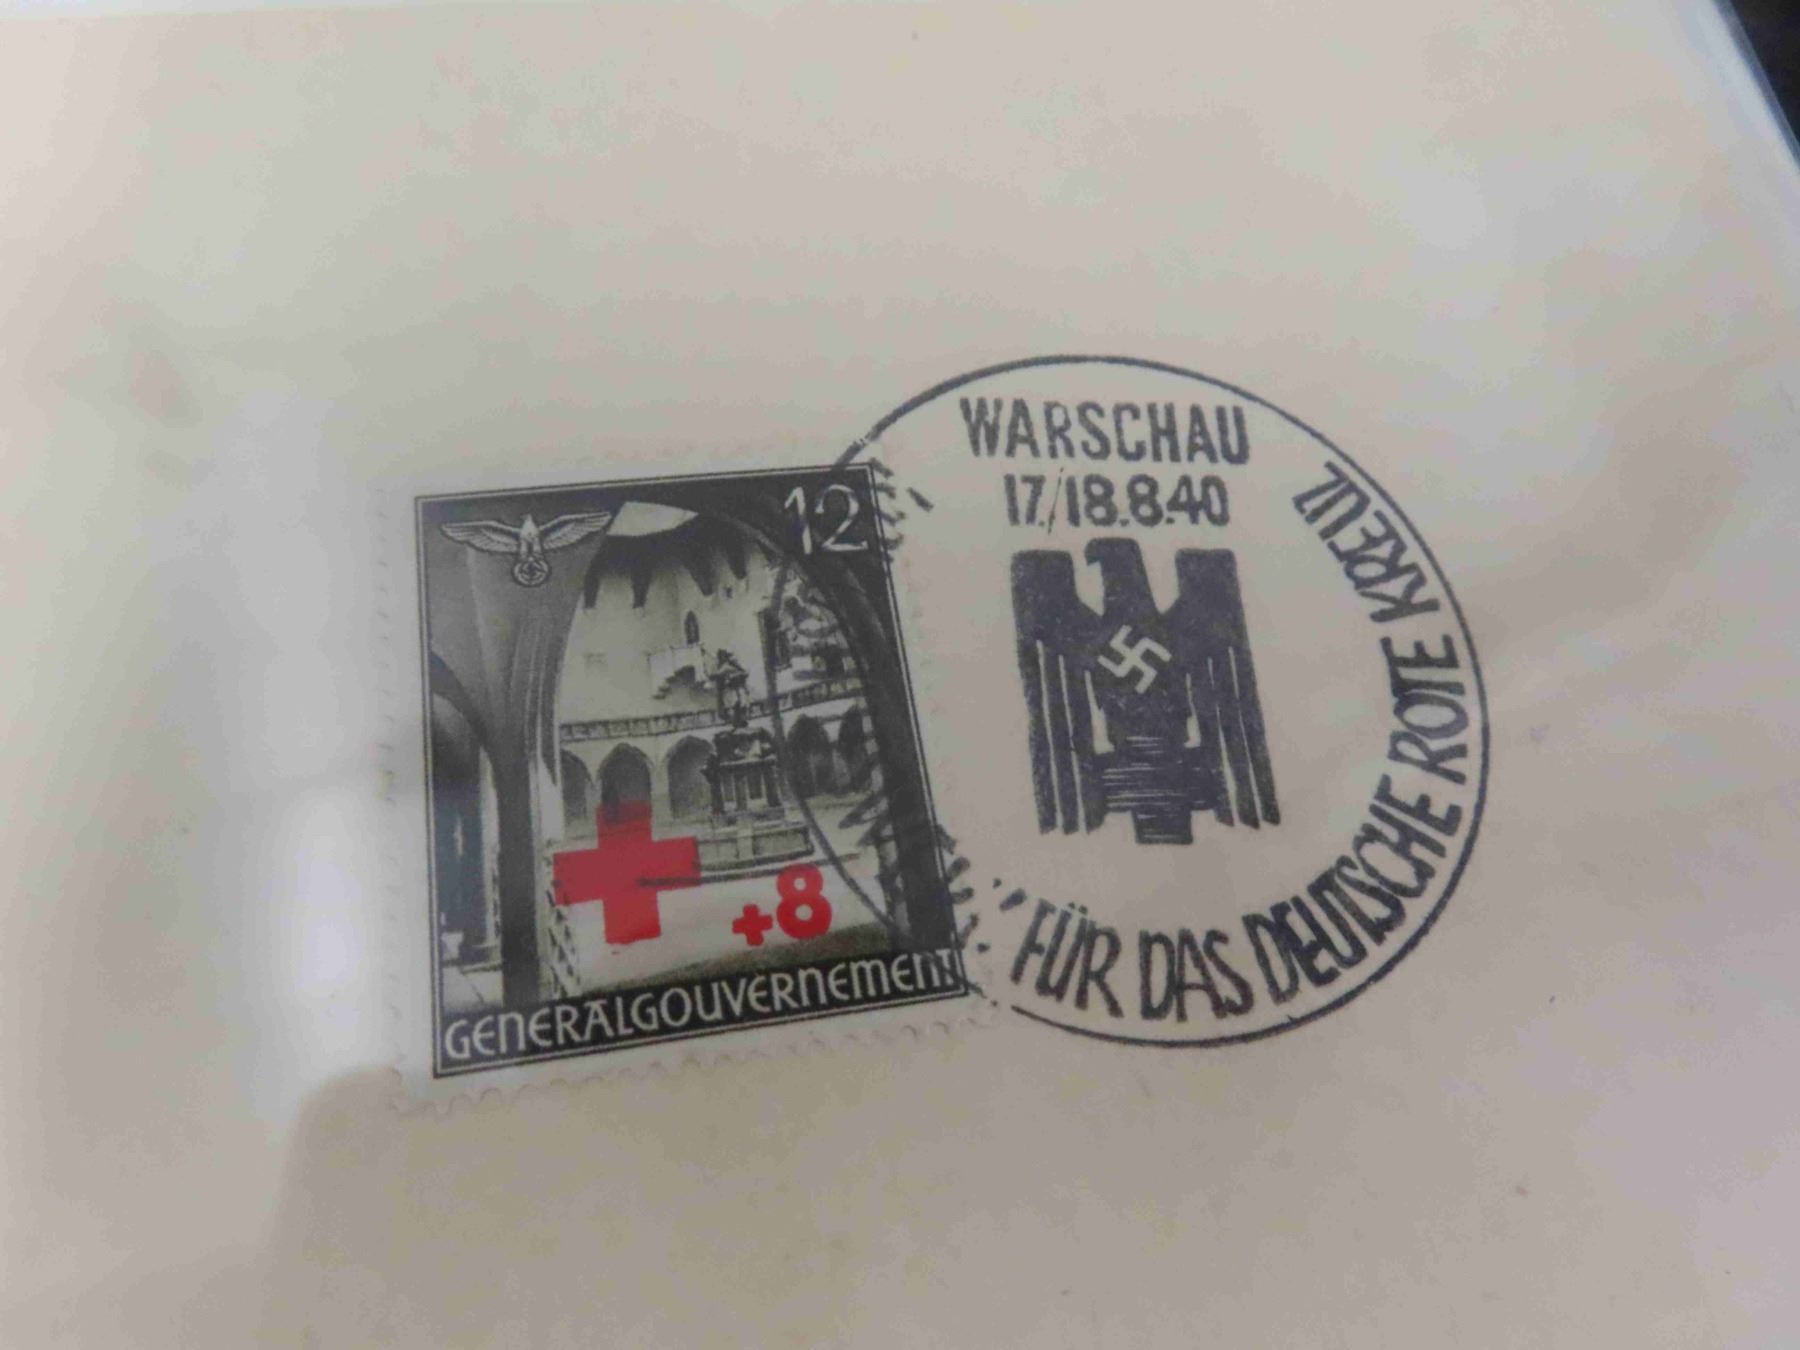 12
+8
GENERALGOUVERNEMENT
WARSCHAU
17./18.8.40
FÜR DAS DEUTSCHE ROTE KREUZ